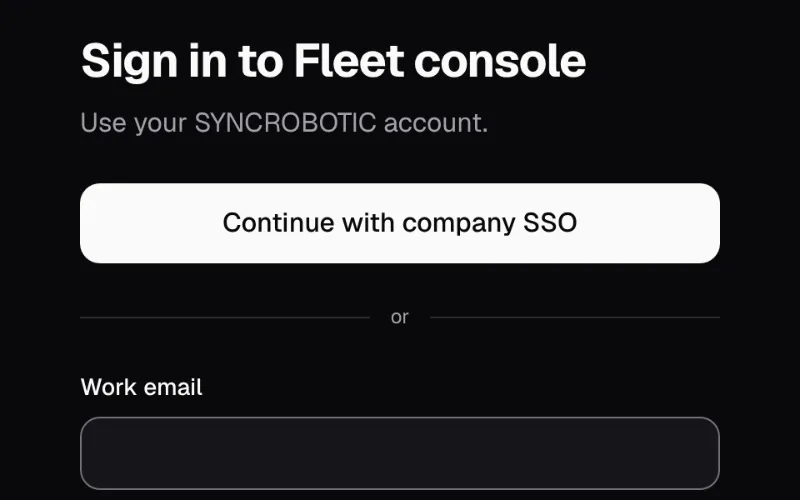 Sign in to Fleet console
Use your SYNCROBOTIC account.
Continue with company SSO
or
Work email